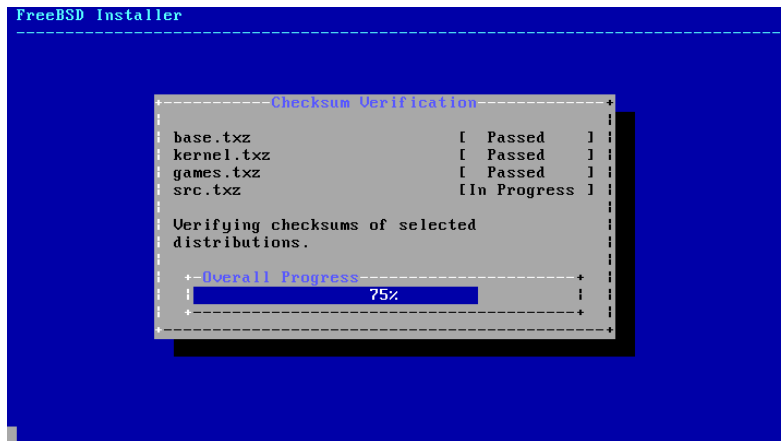 FreeBSD Installer
Checksum Verification
base.txz [ Passed ]
kernel.txz [ Passed ]
games.txz [ Passed ]
src.txz [In Progress ]
Verifying checksums of selected
distributions.
Overall Progress
75%